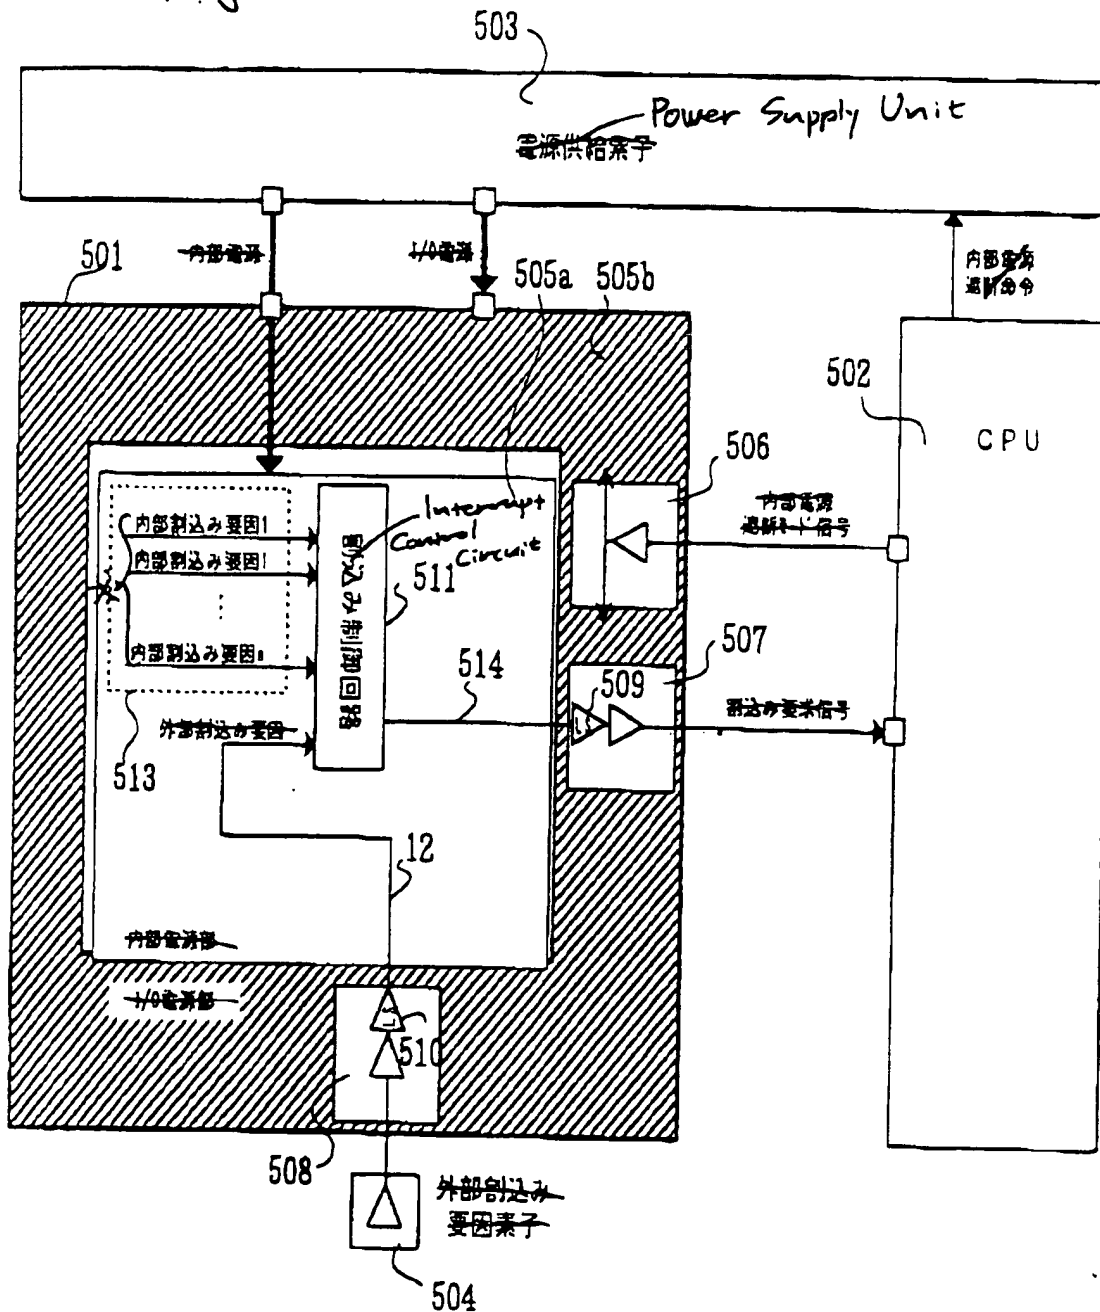 503
Power Supply Unit
電源供給素子
内部電源
I/O電源
501
505a
505b
内部電源
遮断命令
502
CPU
506
内部電源
遮断モード信号
Interrupt
Control
Circuit
割込み制御回路
内部割込み要因1
内部割込み要因1
内部割込み要因n
511
507
514
509
LS
割込み要求信号
外部割込み要因
513
12
内部電源部
I/O電源部
LS
510
508
外部割込み
要因素子
504